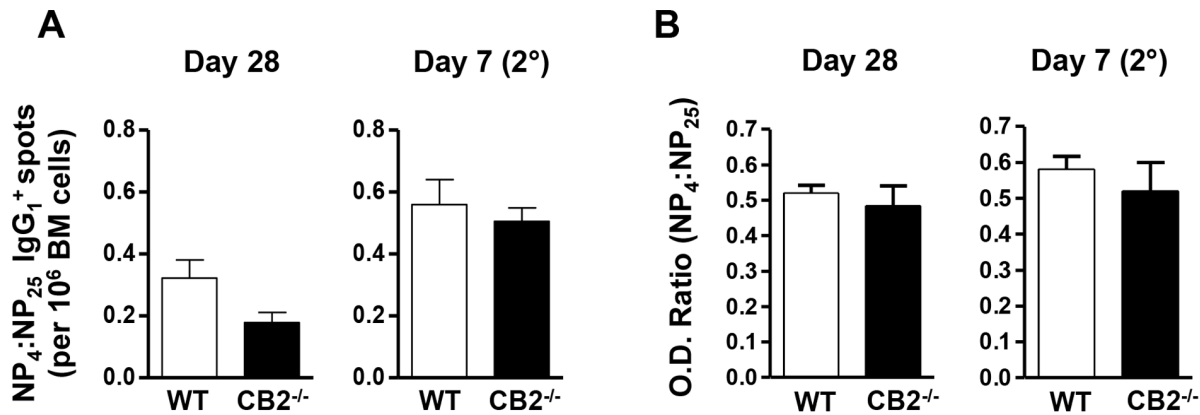 A
B
Day 28
Day 7 (2°)
Day 28
Day 7 (2°)
NP4:NP25 IgG1+ spots
(per 10^6 BM cells)
0.8
0.6
0.4
0.2
0.0
WT
CB2-/-
0.8
0.6
0.4
0.2
0.0
WT
CB2-/-
O.D. Ratio (NP4:NP25)
0.7
0.6
0.5
0.4
0.3
0.2
0.1
0.0
WT
CB2-/-
0.7
0.6
0.5
0.4
0.3
0.2
0.1
0.0
WT
CB2-/-